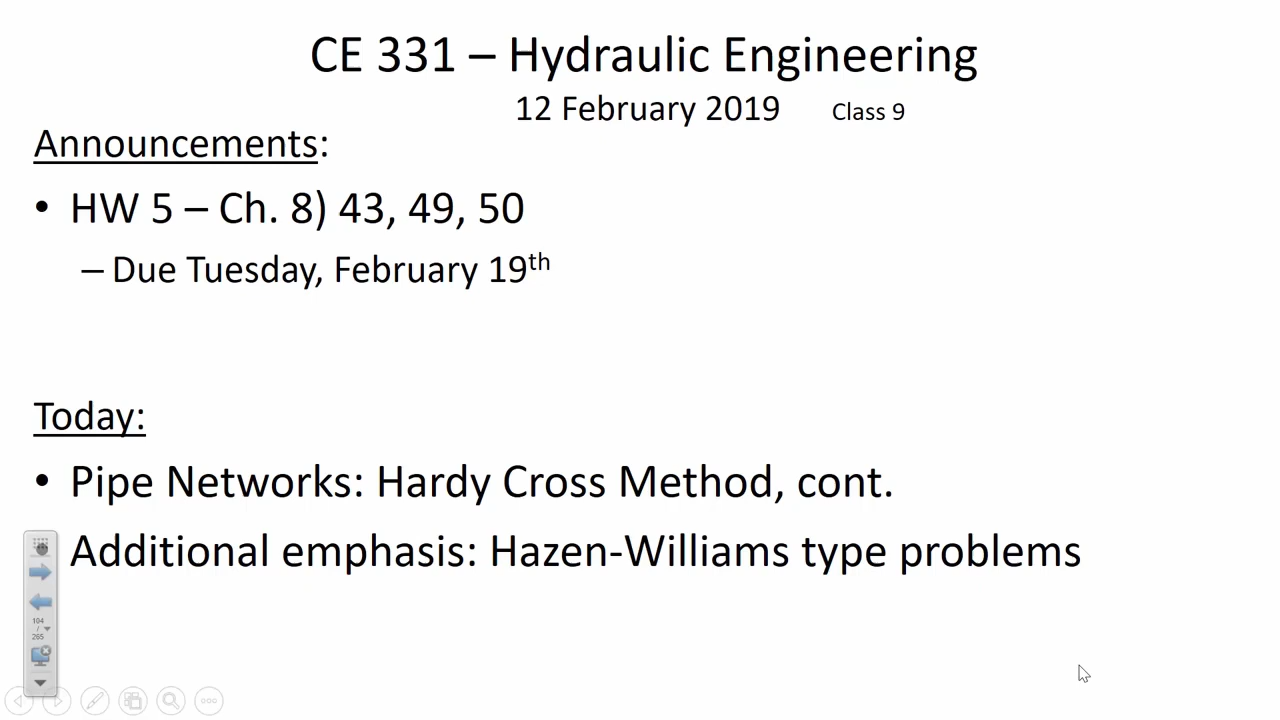 CE 331 – Hydraulic Engineering
12 February 2019 Class 9
Announcements:
• HW 5 – Ch. 8) 43, 49, 50
– Due Tuesday, February 19th
Today:
• Pipe Networks: Hardy Cross Method, cont.
Additional emphasis: Hazen-Williams type problems
104
/
265